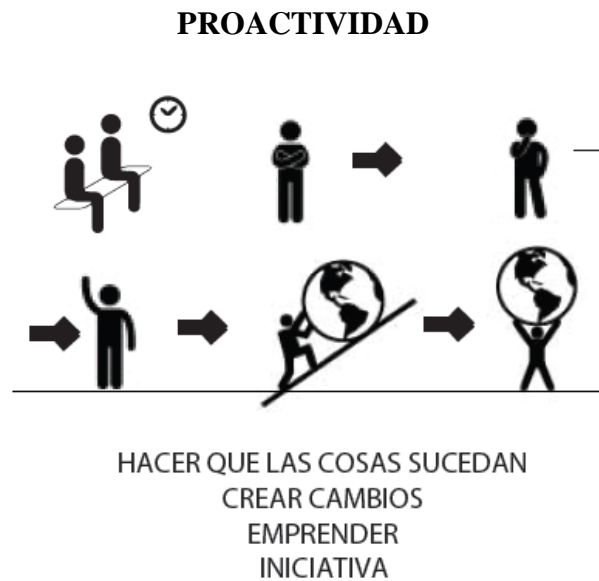 PROACTIVIDAD
HACER QUE LAS COSAS SUCEDAN
CREAR CAMBIOS
EMPRENDER
INICIATIVA